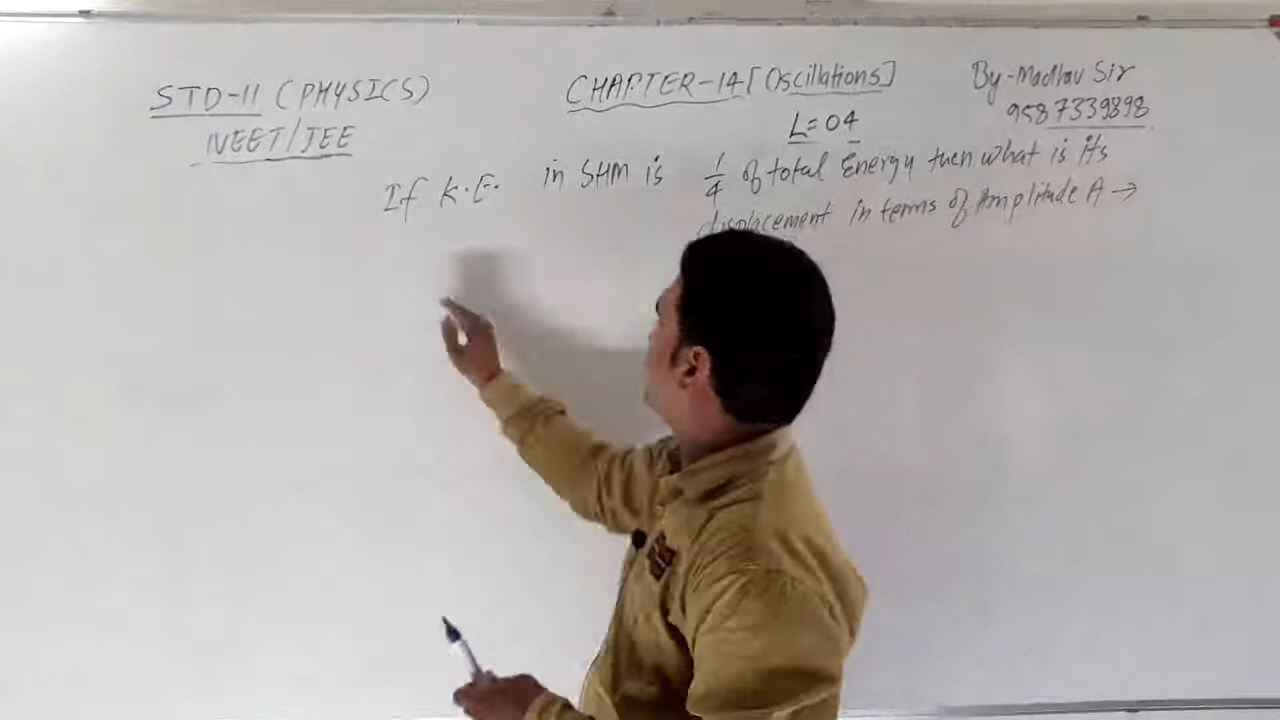 STD-11 (PHYSICS)
NEET/JEE
CHAPTER-14 [Oscillations]
L=04
By-Madhav Sir
9587339898
If K.E. in SHM is 1/4 of total Energy then what is its
displacement in terms of Amplitude A →